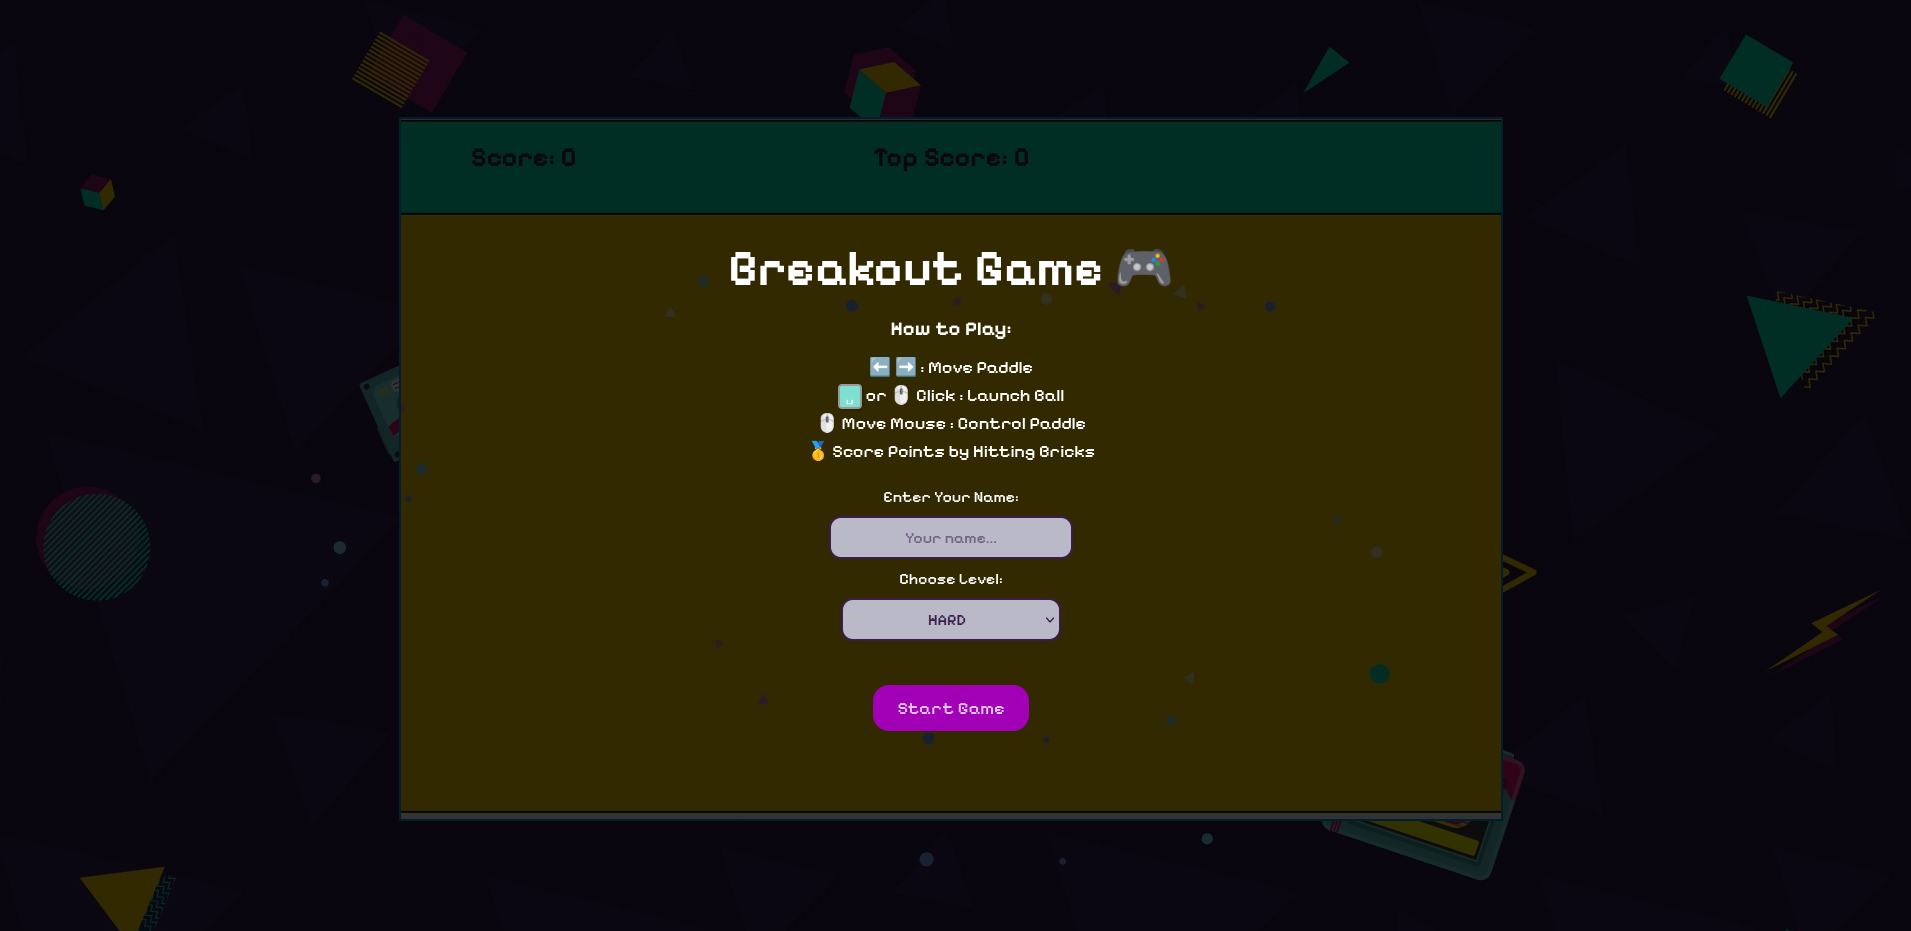 Score: 0
Top Score: 0
Breakout Game 🎮
How to Play:
⬅️ ➡️ : Move Paddle
␣ or 🖱️ Click : Launch Ball
🖱️ Move Mouse : Control Paddle
🥇 Score Points by Hitting Bricks
Enter Your Name:
Your name...
Choose Level:
HARD
Start Game